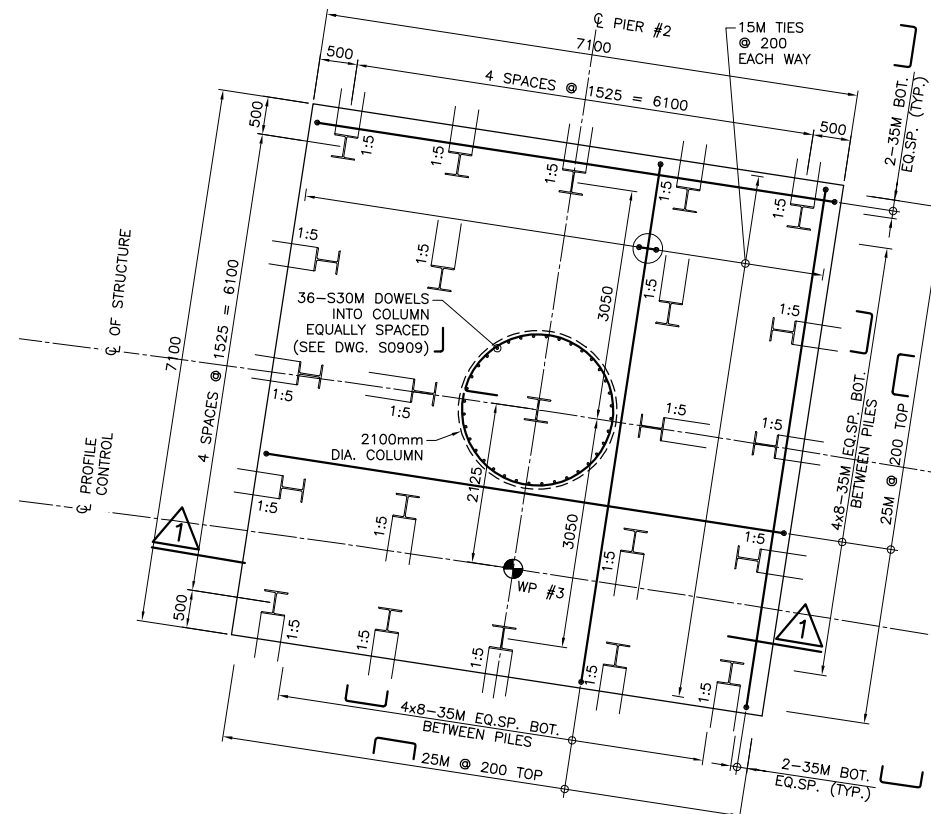 ℄ PIER #2
7100
15M TIES
@ 200
EACH WAY
500
4 SPACES @ 1525 = 6100
500
2-35M BOT.
EQ.SP. (TYP.)
500
1:5
1:5
1:5
1:5
1:5
1:5
1:5
1:5
1:5
℄ OF STRUCTURE
7100
4 SPACES @ 1525 = 6100
36-S30M DOWELS
INTO COLUMN
EQUALLY SPACED
(SEE DWG. S0909)
3050
1:5
1:5
1:5
1:5
2100mm
DIA. COLUMN
2125
3050
4x8-35M EQ.SP. BOT.
BETWEEN PILES
25M @ 200 TOP
℄ PROFILE
CONTROL
1:5
1:5
1:5
1:5
1
WP #3
1
500
1:5
1:5
1:5
1:5
1:5
4x8-35M EQ.SP. BOT.
BETWEEN PILES
25M @ 200 TOP
2-35M BOT.
EQ.SP. (TYP.)